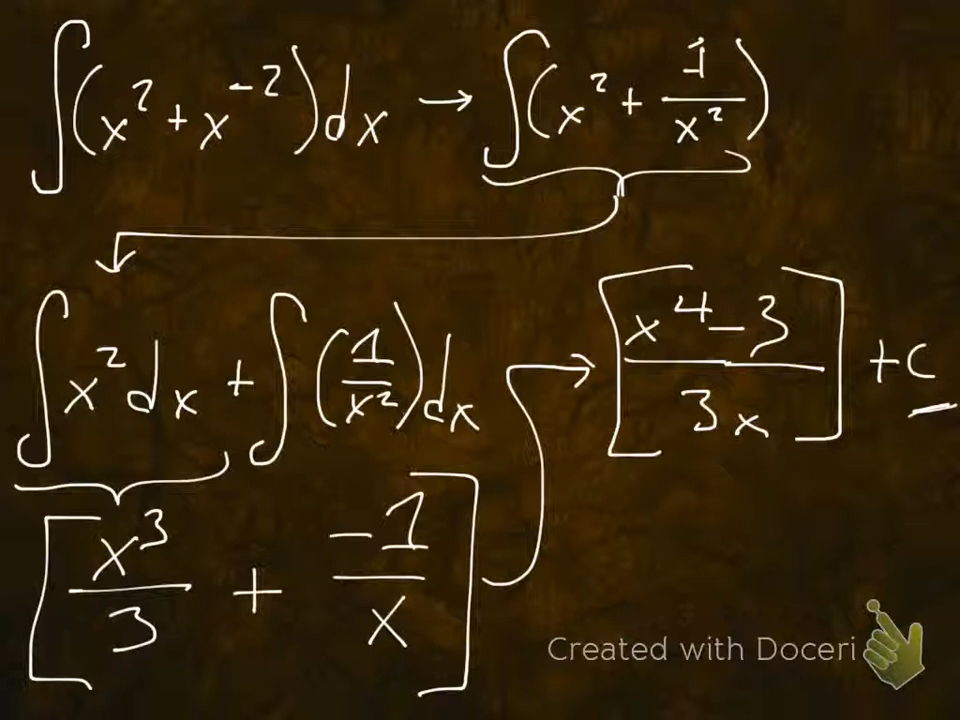 ∫(x² + x⁻²)dx → ∫(x² + 1/x²)
∫x²dx + ∫(1/x²)dx
[x³/3 + -1/x] → [x⁴-3/3x] + c
Created with Doceri